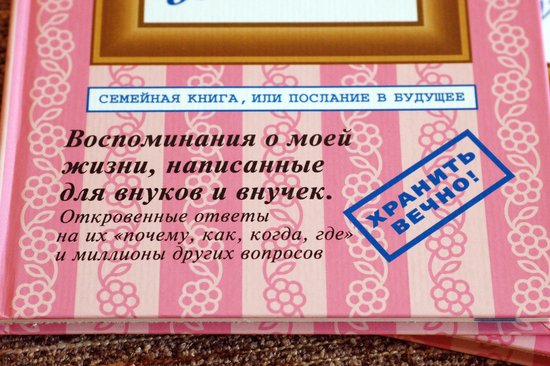 СЕМЕЙНАЯ КНИГА, ИЛИ ПОСЛАНИЕ В БУДУЩЕЕ
Воспоминания о моей
жизни, написанные
для внуков и внучек.
Откровенные ответы
на их «почему, как, когда, где»
и миллионы других вопросов
ХРАНИТЬ
ВЕЧНО!